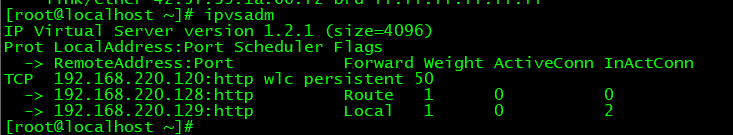 [root@localhost ~]# ipvsadm
IP Virtual Server version 1.2.1 (size=4096)
Prot LocalAddress:Port Scheduler Flags
  -> RemoteAddress:Port           Forward Weight ActiveConn InActConn
TCP  192.168.220.120:http wlc persistent 50
  -> 192.168.220.128:http         Route   1      0          0
  -> 192.168.220.129:http         Local   1      0          2
[root@localhost ~]#